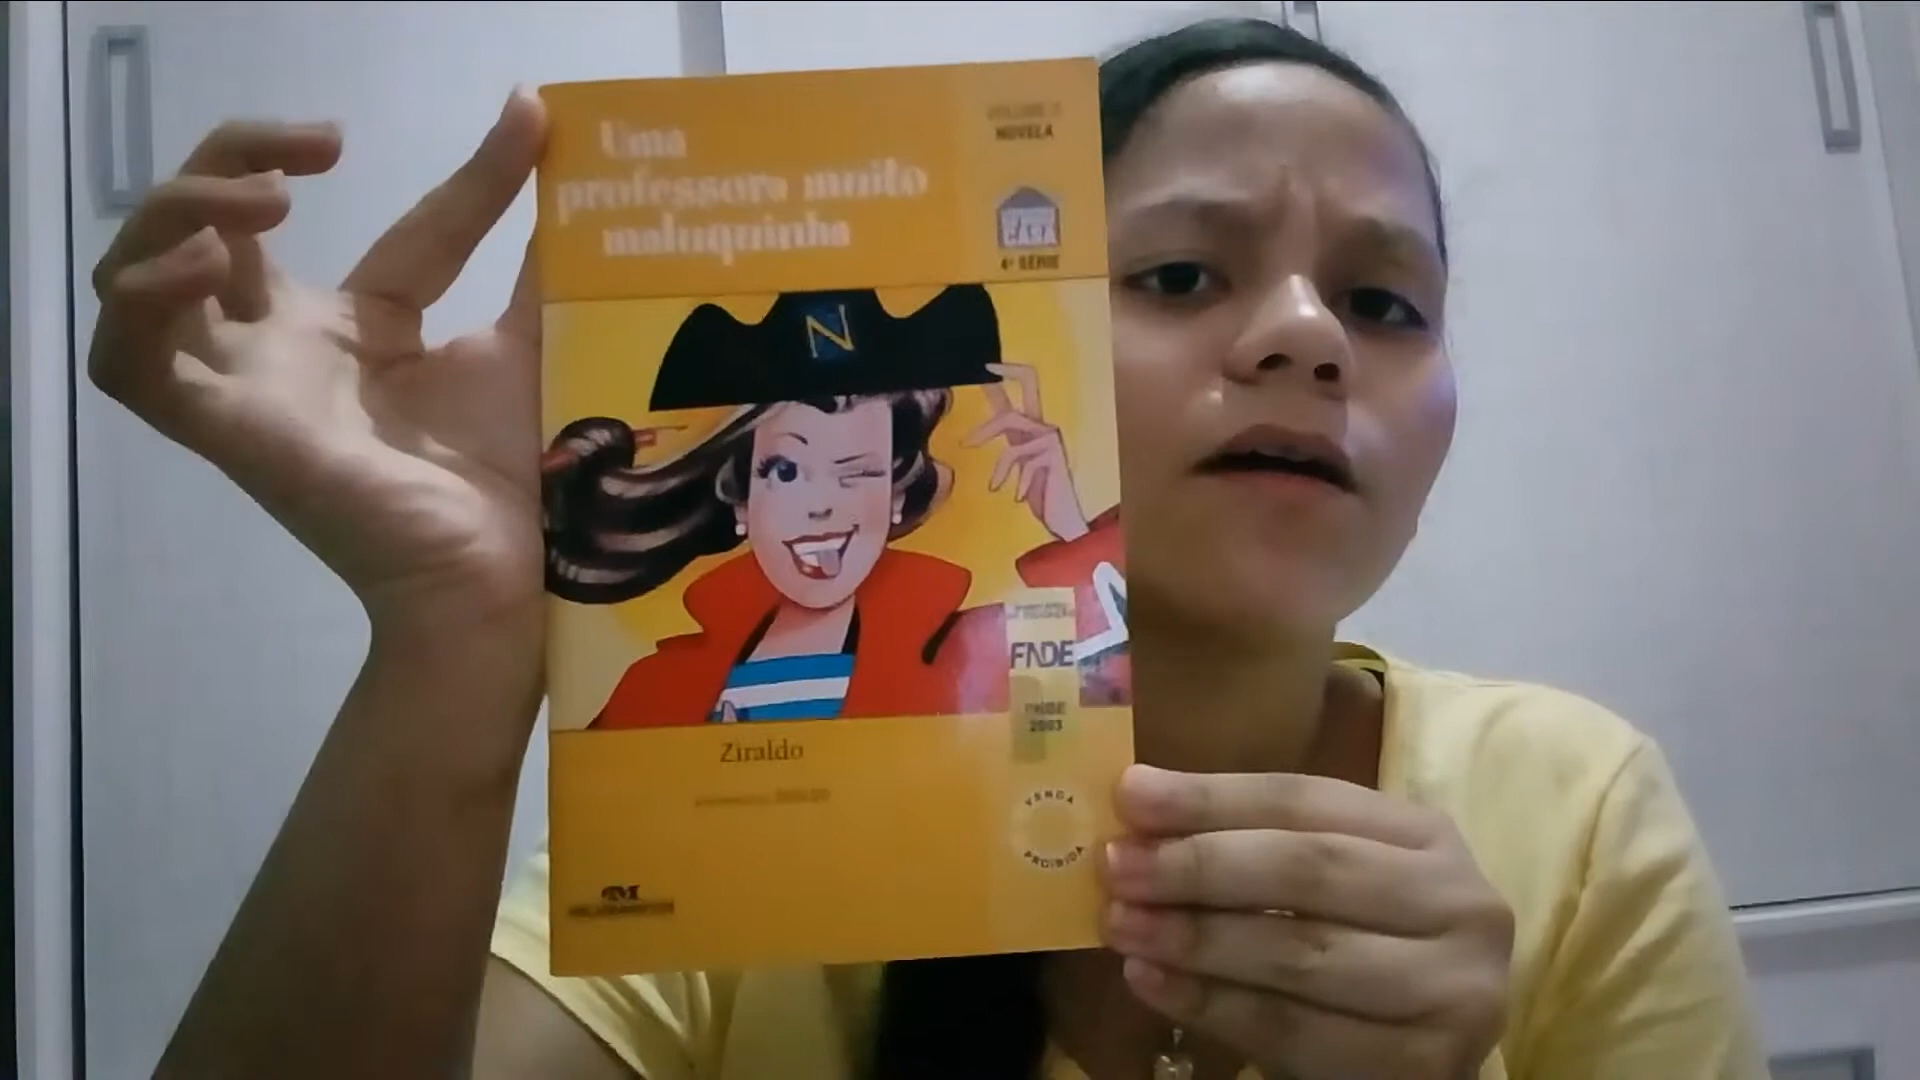 Uma
professora muito
maluquinha
NOVELA
4ª SÉRIE
N
FNDE
2003
Ziraldo
VENDA
PROIBIDA